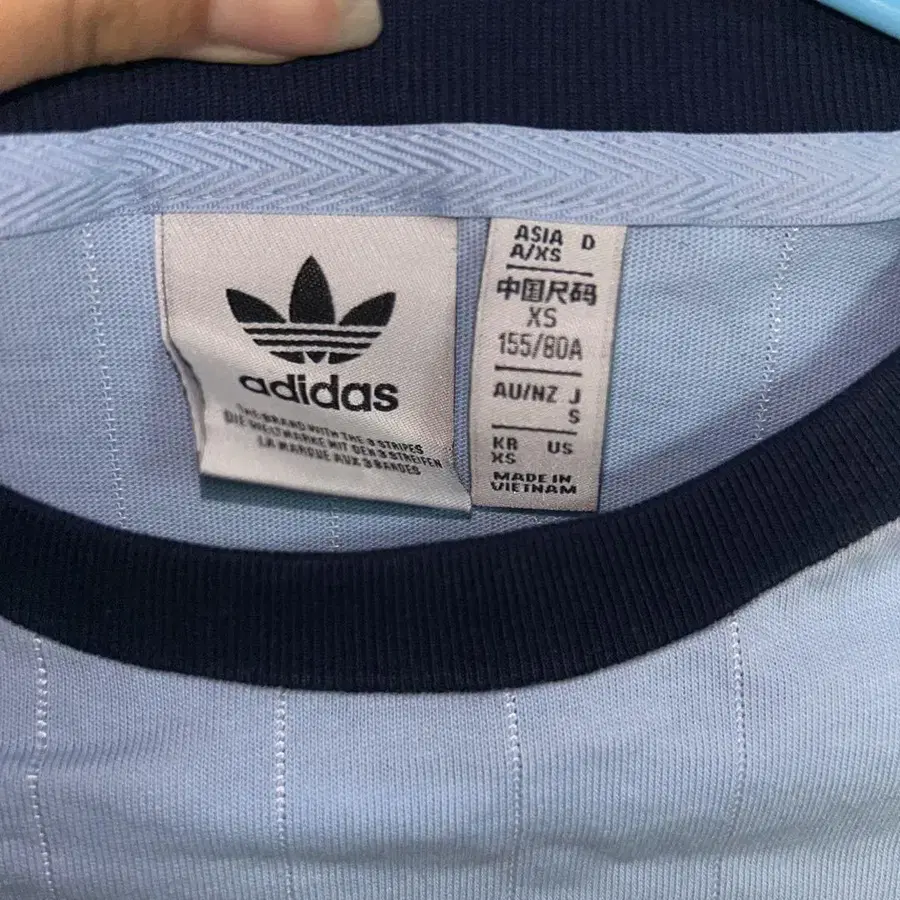 adidas
THE BRAND WITH THE 3 STRIPES
DIE WELTMARKE MIT DEN 3 STREIFEN
LA MARQUE AUX 3 BANDES
ASIA D
A/XS
中国尺码
XS
155/80A
AU/NZ J
S
KR US
XS
MADE IN
VIETNAM